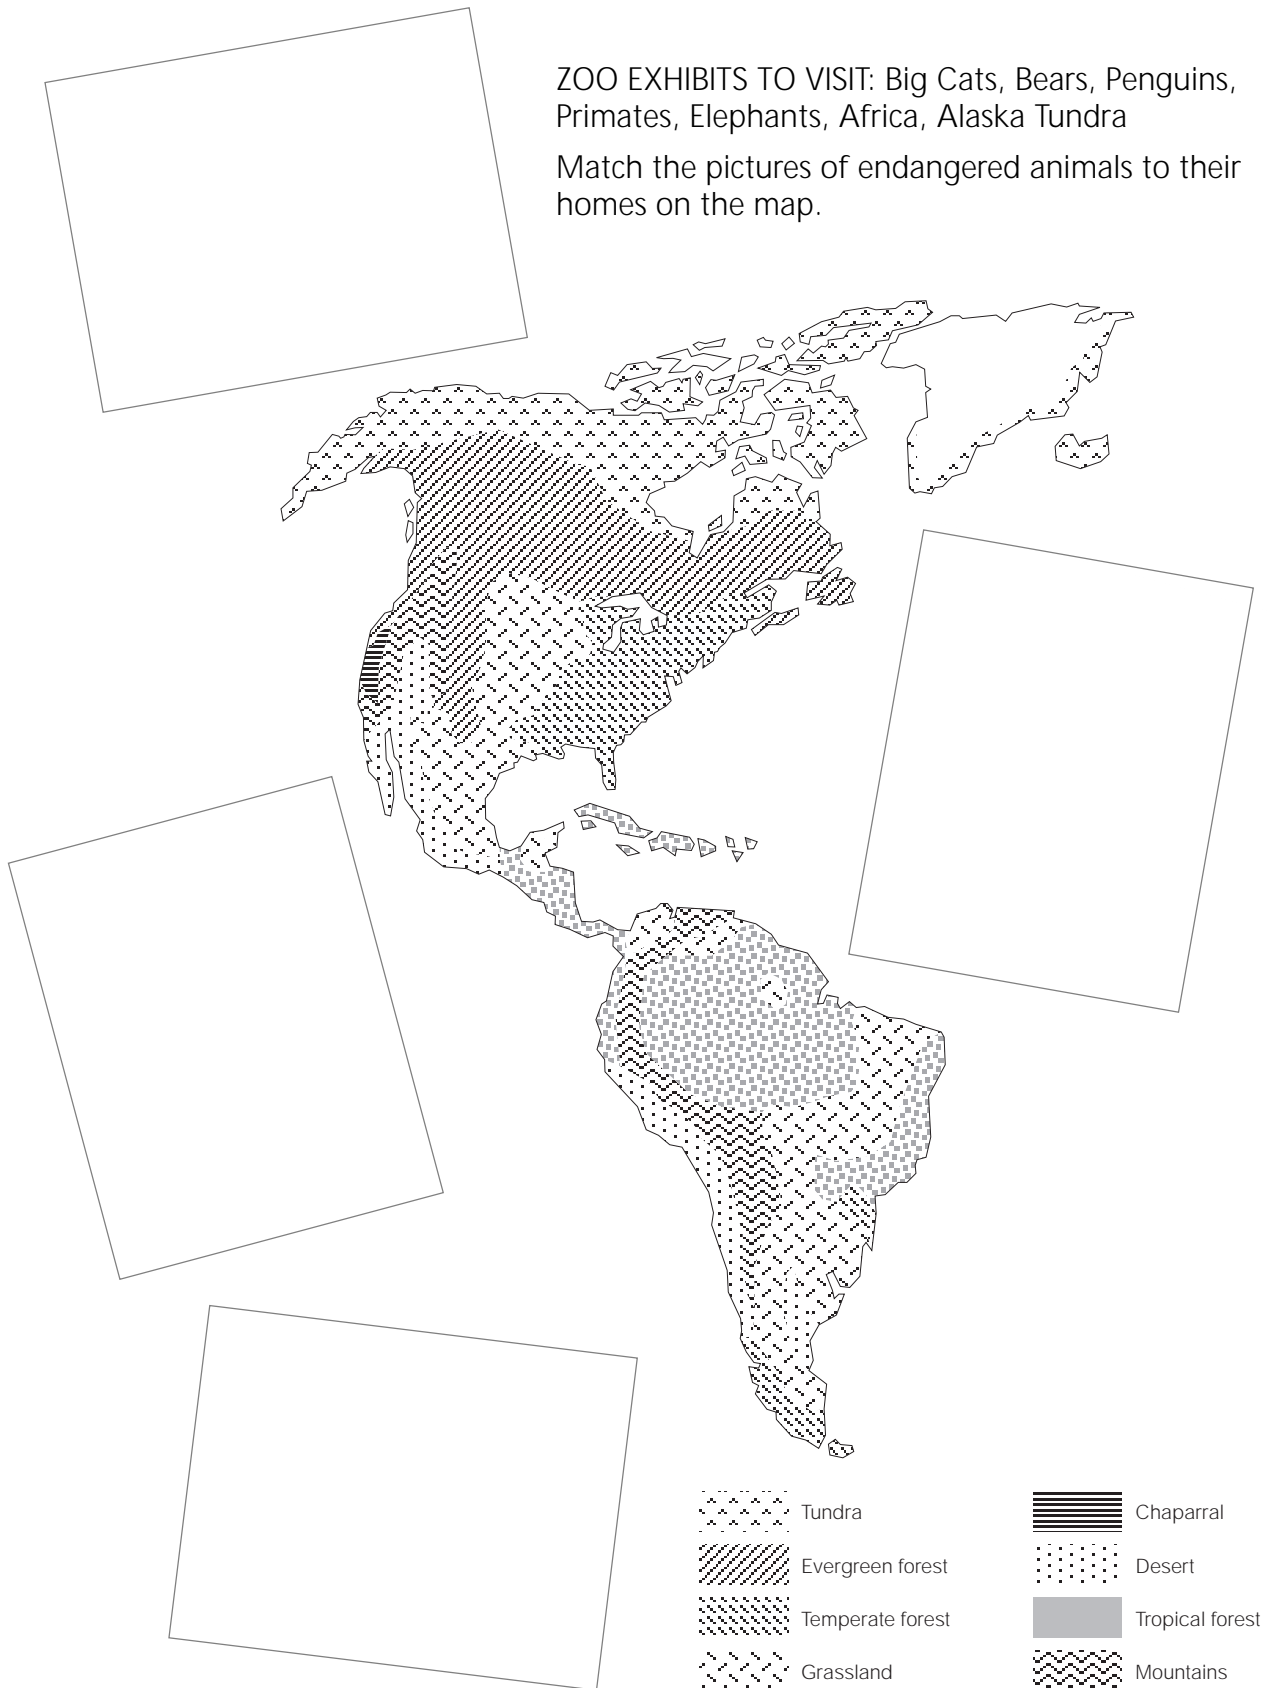 ZOO EXHIBITS TO VISIT: Big Cats, Bears, Penguins,
Primates, Elephants, Africa, Alaska Tundra
Match the pictures of endangered animals to their
homes on the map.
Tundra
Evergreen forest
Temperate forest
Grassland
Chaparral
Desert
Tropical forest
Mountains